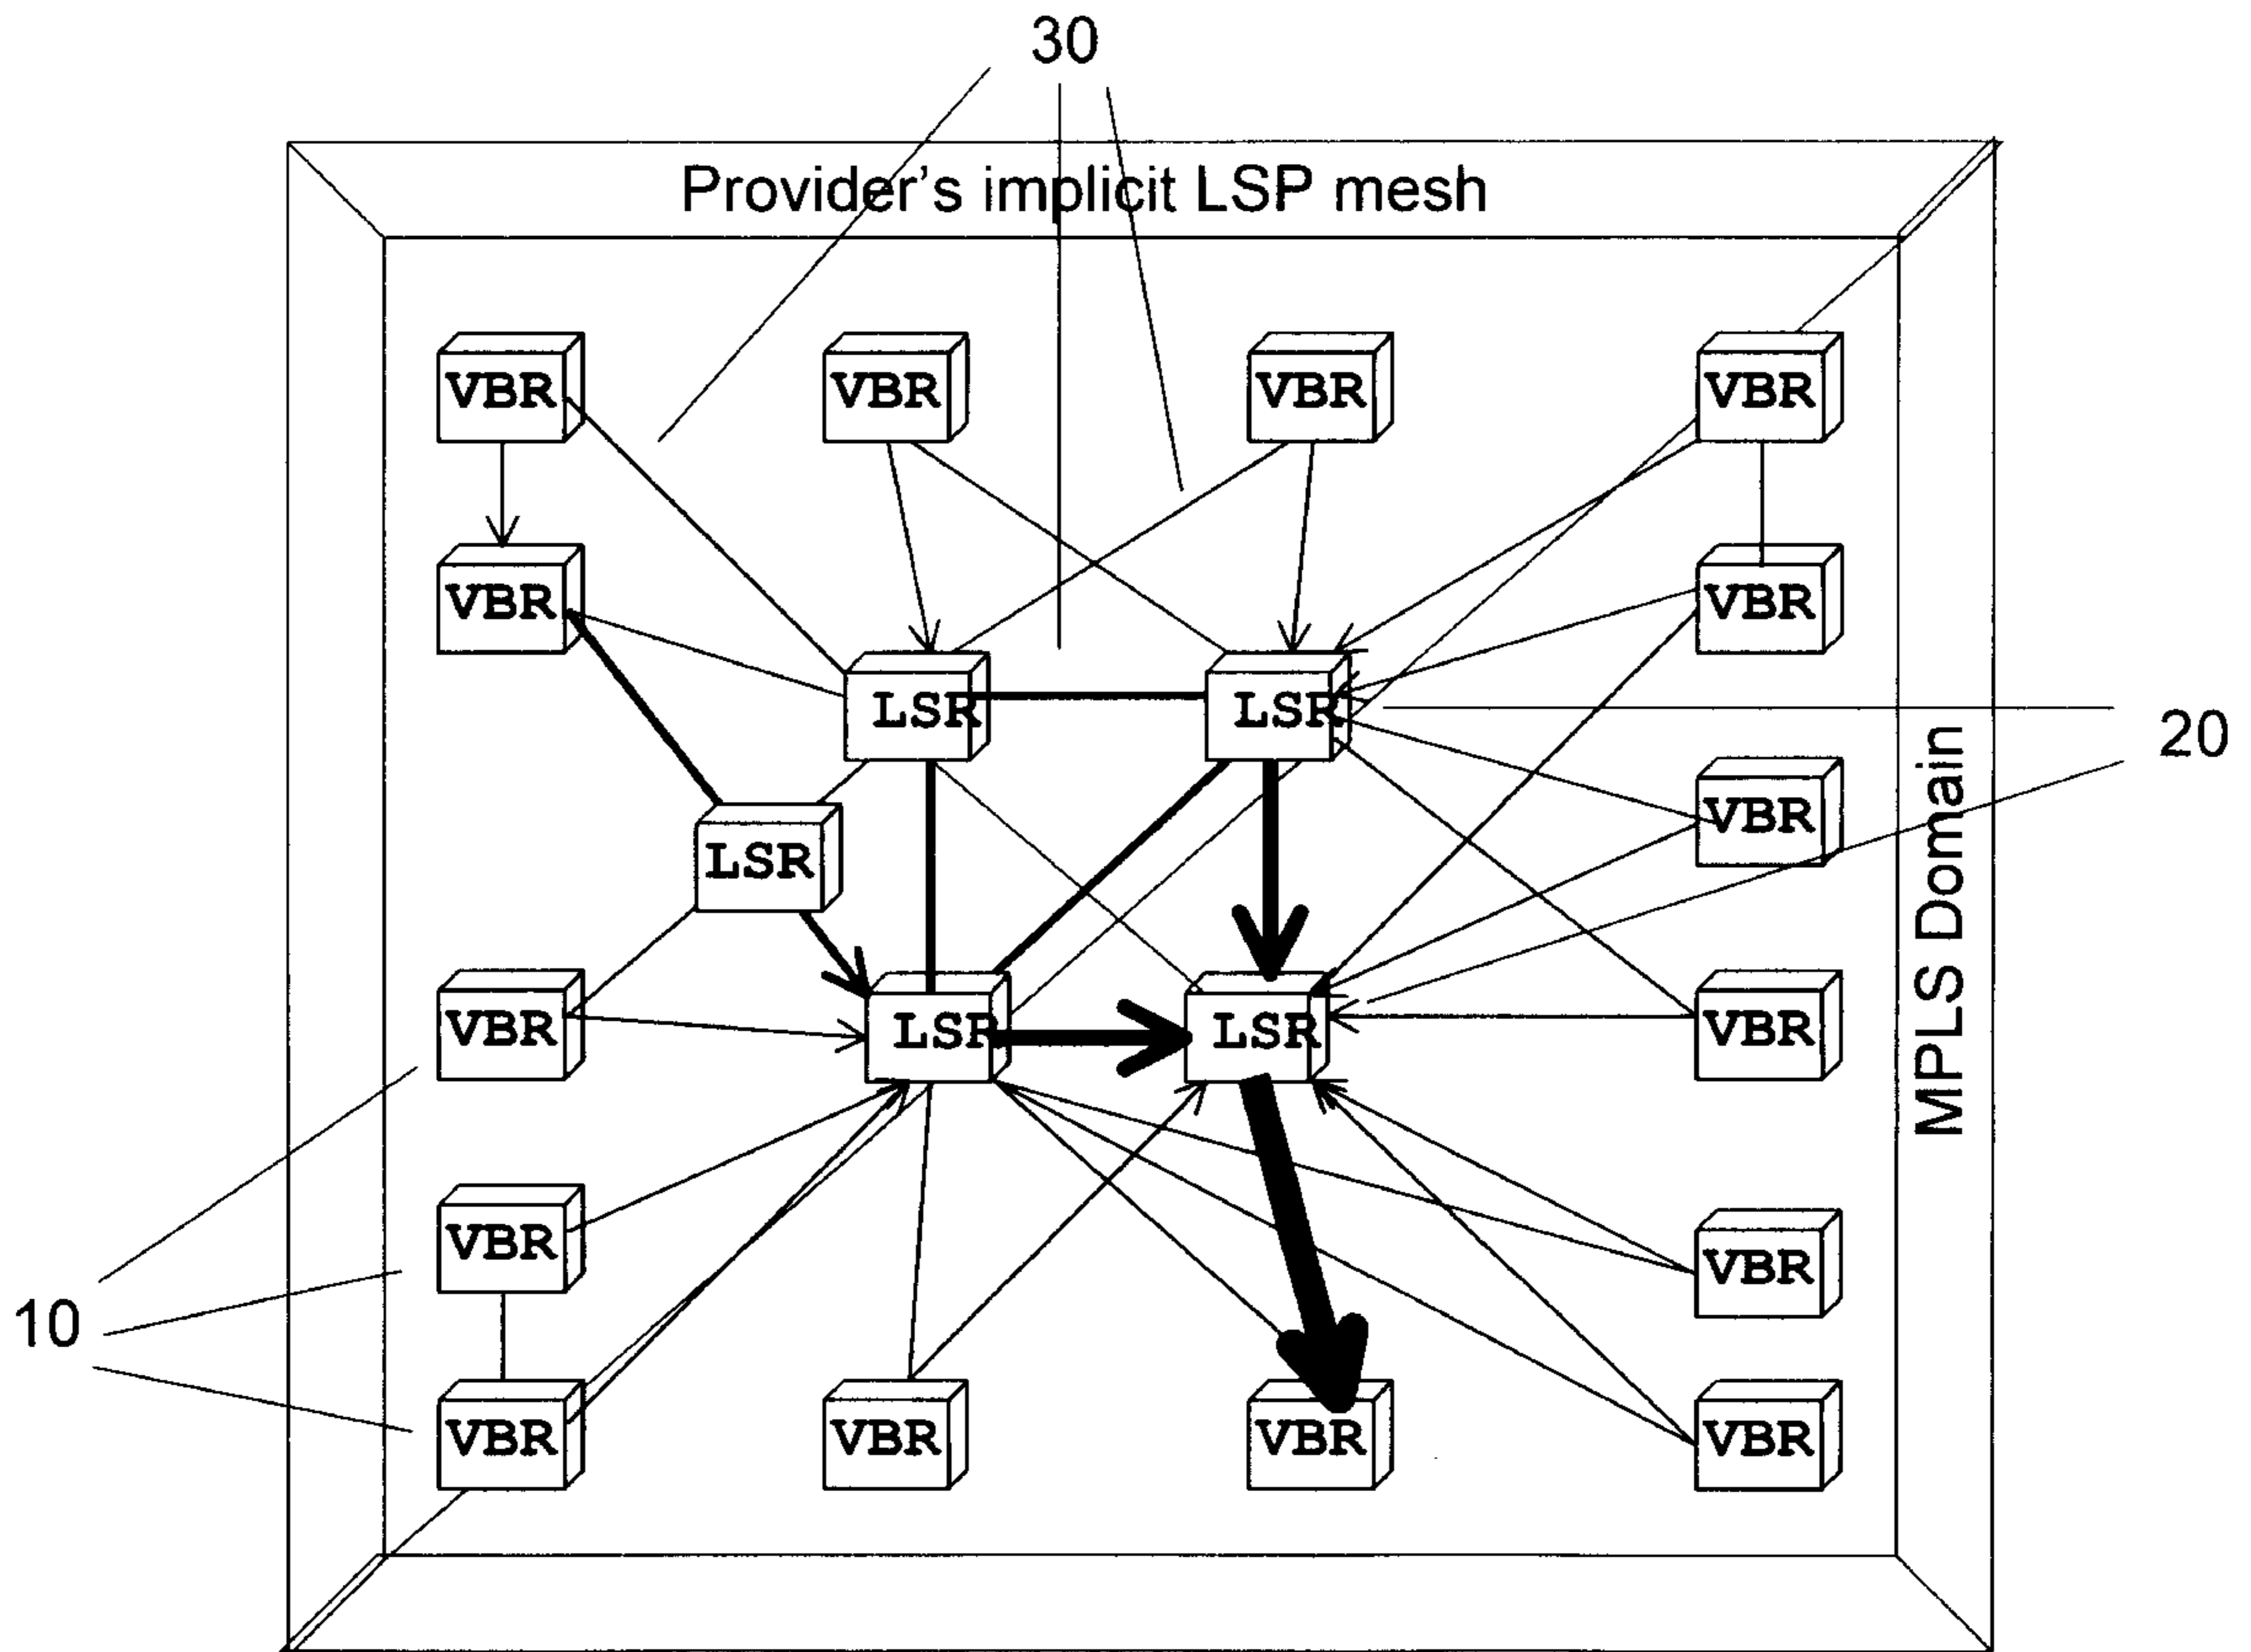 30
Provider's implicit LSP mesh
VBR VBR VBR VBR
VBR VBR
LSR LSR
20
MPLS Domain
VBR
LSR
VBR LSR LSR VBR
VBR VBR
10
VBR VBR VBR VBR